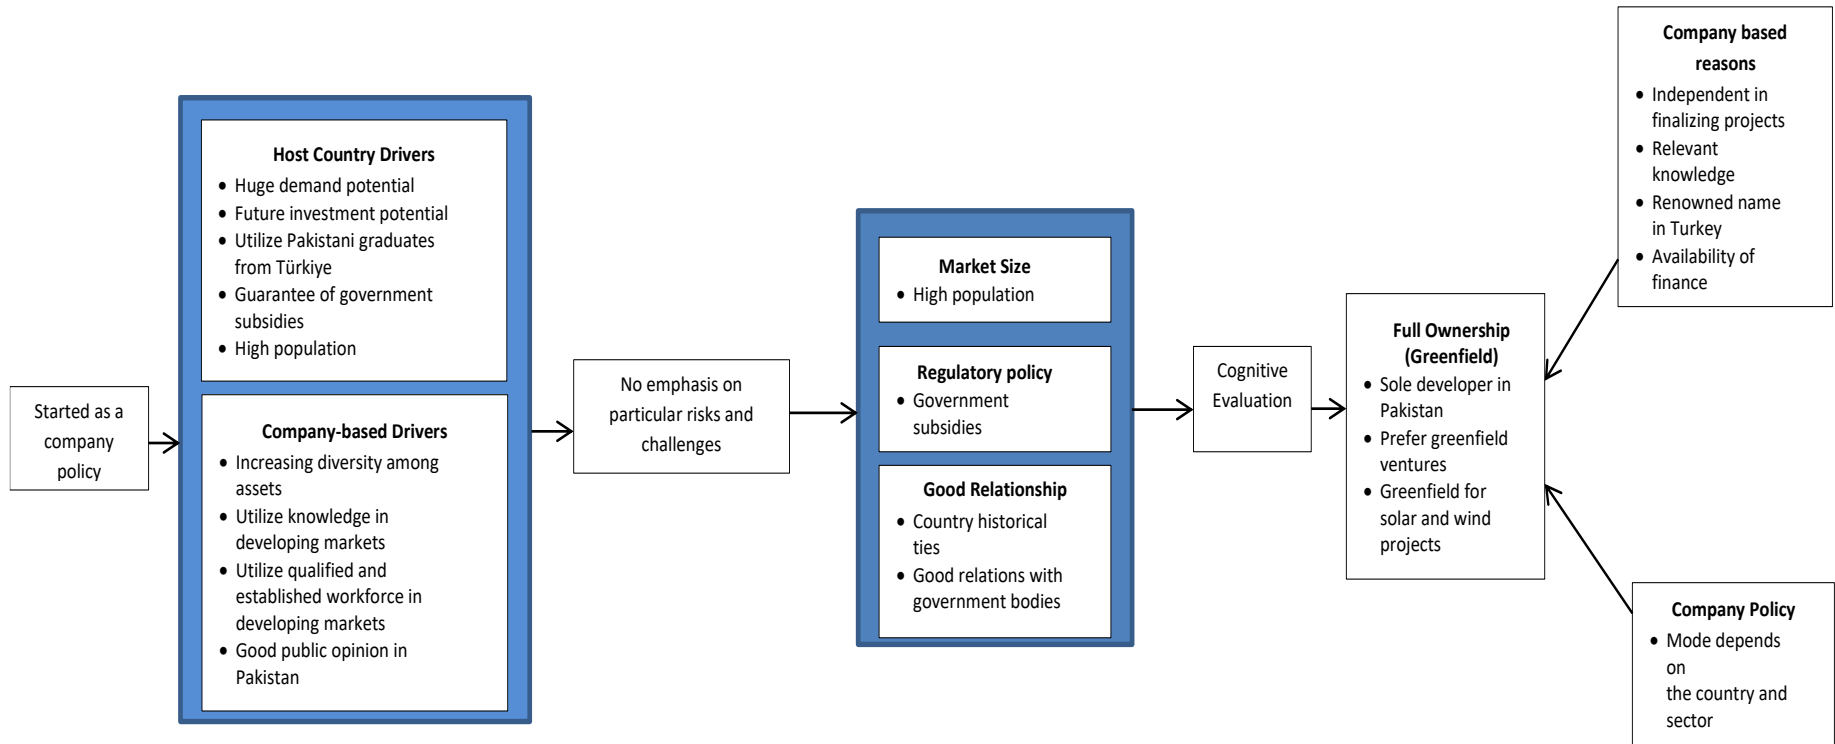 Started as a
company
policy
Host Country Drivers
• Huge demand potential
• Future investment potential
• Utilize Pakistani graduates
from Türkiye
• Guarantee of government
subsidies
• High population
Company-based Drivers
• Increasing diversity among
assets
• Utilize knowledge in
developing markets
• Utilize qualified and
established workforce in
developing markets
• Good public opinion in
Pakistan
No emphasis on
particular risks and
challenges
Market Size
• High population
Regulatory policy
• Government
subsidies
Good Relationship
• Country historical
ties
• Good relations with
government bodies
Cognitive
Evaluation
Full Ownership
(Greenfield)
• Sole developer in
Pakistan
• Prefer greenfield
ventures
• Greenfield for
solar and wind
projects
Company based
reasons
• Independent in
finalizing projects
• Relevant
knowledge
• Renowned name
in Turkey
• Availability of
finance
Company Policy
• Mode depends
on
the country and
sector